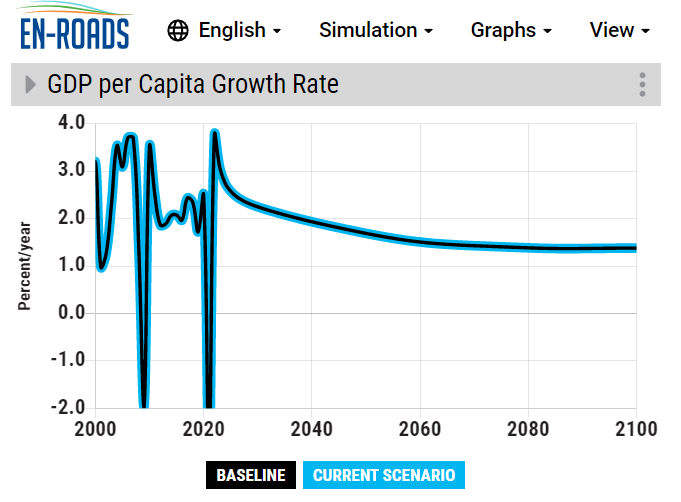 EN-ROADS
English Simulation Graphs View
GDP per Capita Growth Rate
Percent/year
4.0
3.0
2.0
1.0
0.0
-1.0
-2.0
2000 2020 2040 2060 2080 2100
BASELINE CURRENT SCENARIO